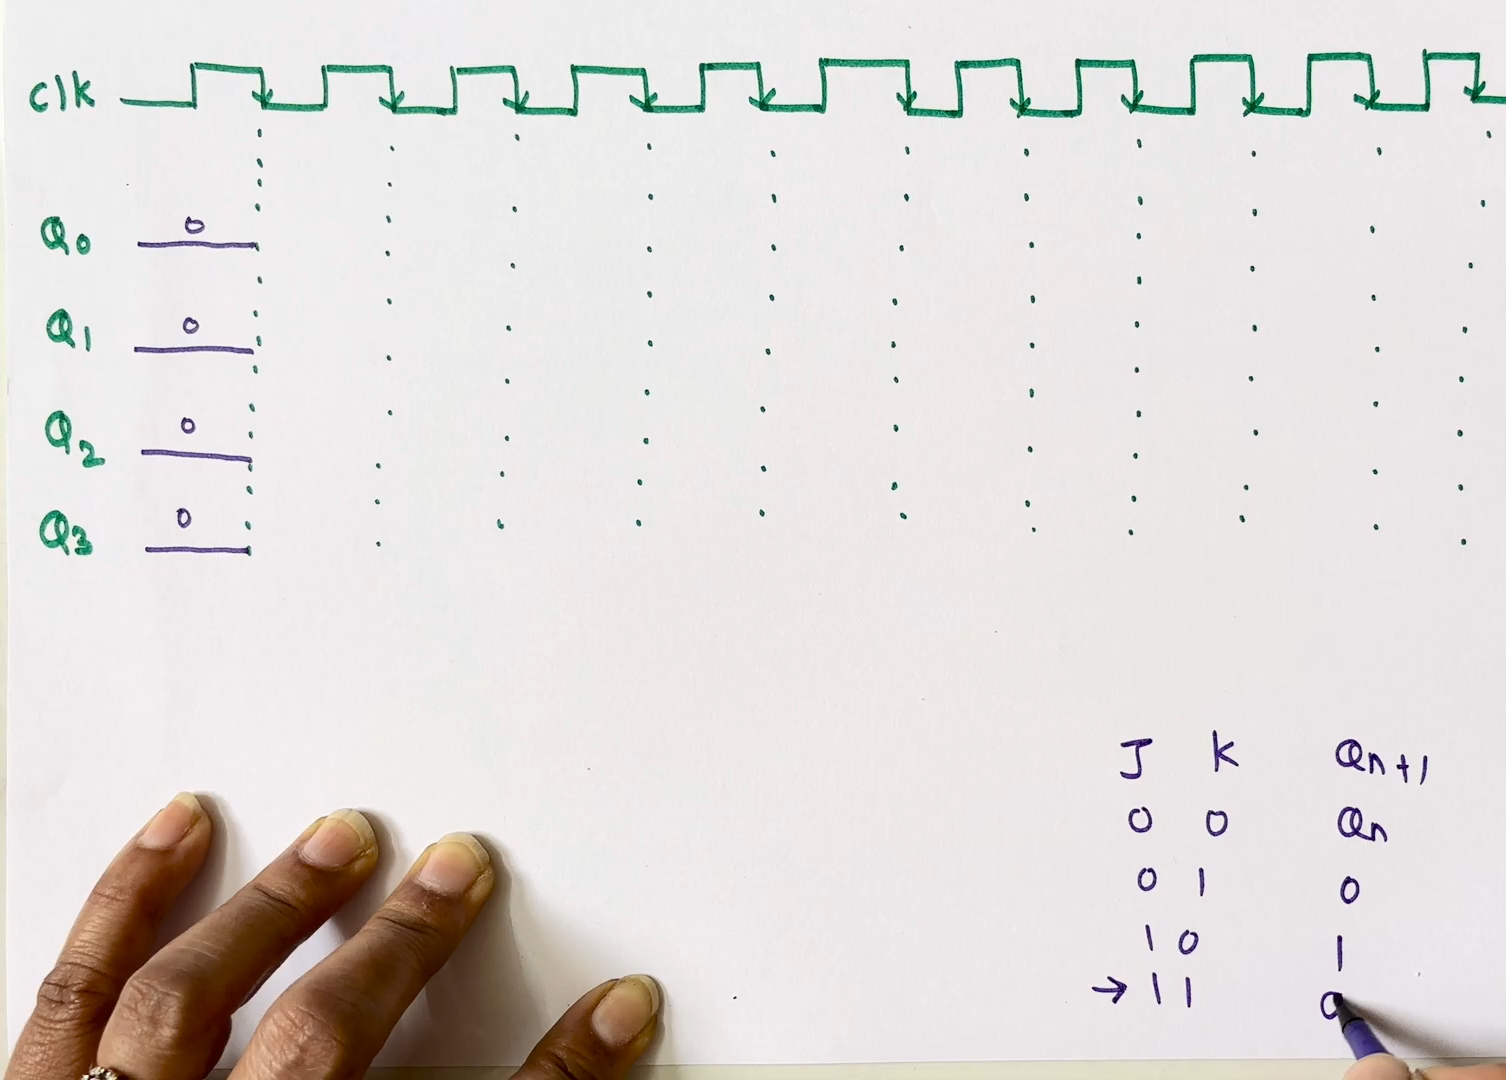 Clk
Q0 0
Q1 0
Q2 0
Q3 0
J K Qn+1
0 0 Qn
0 1 0
1 0 1
→ 1 1